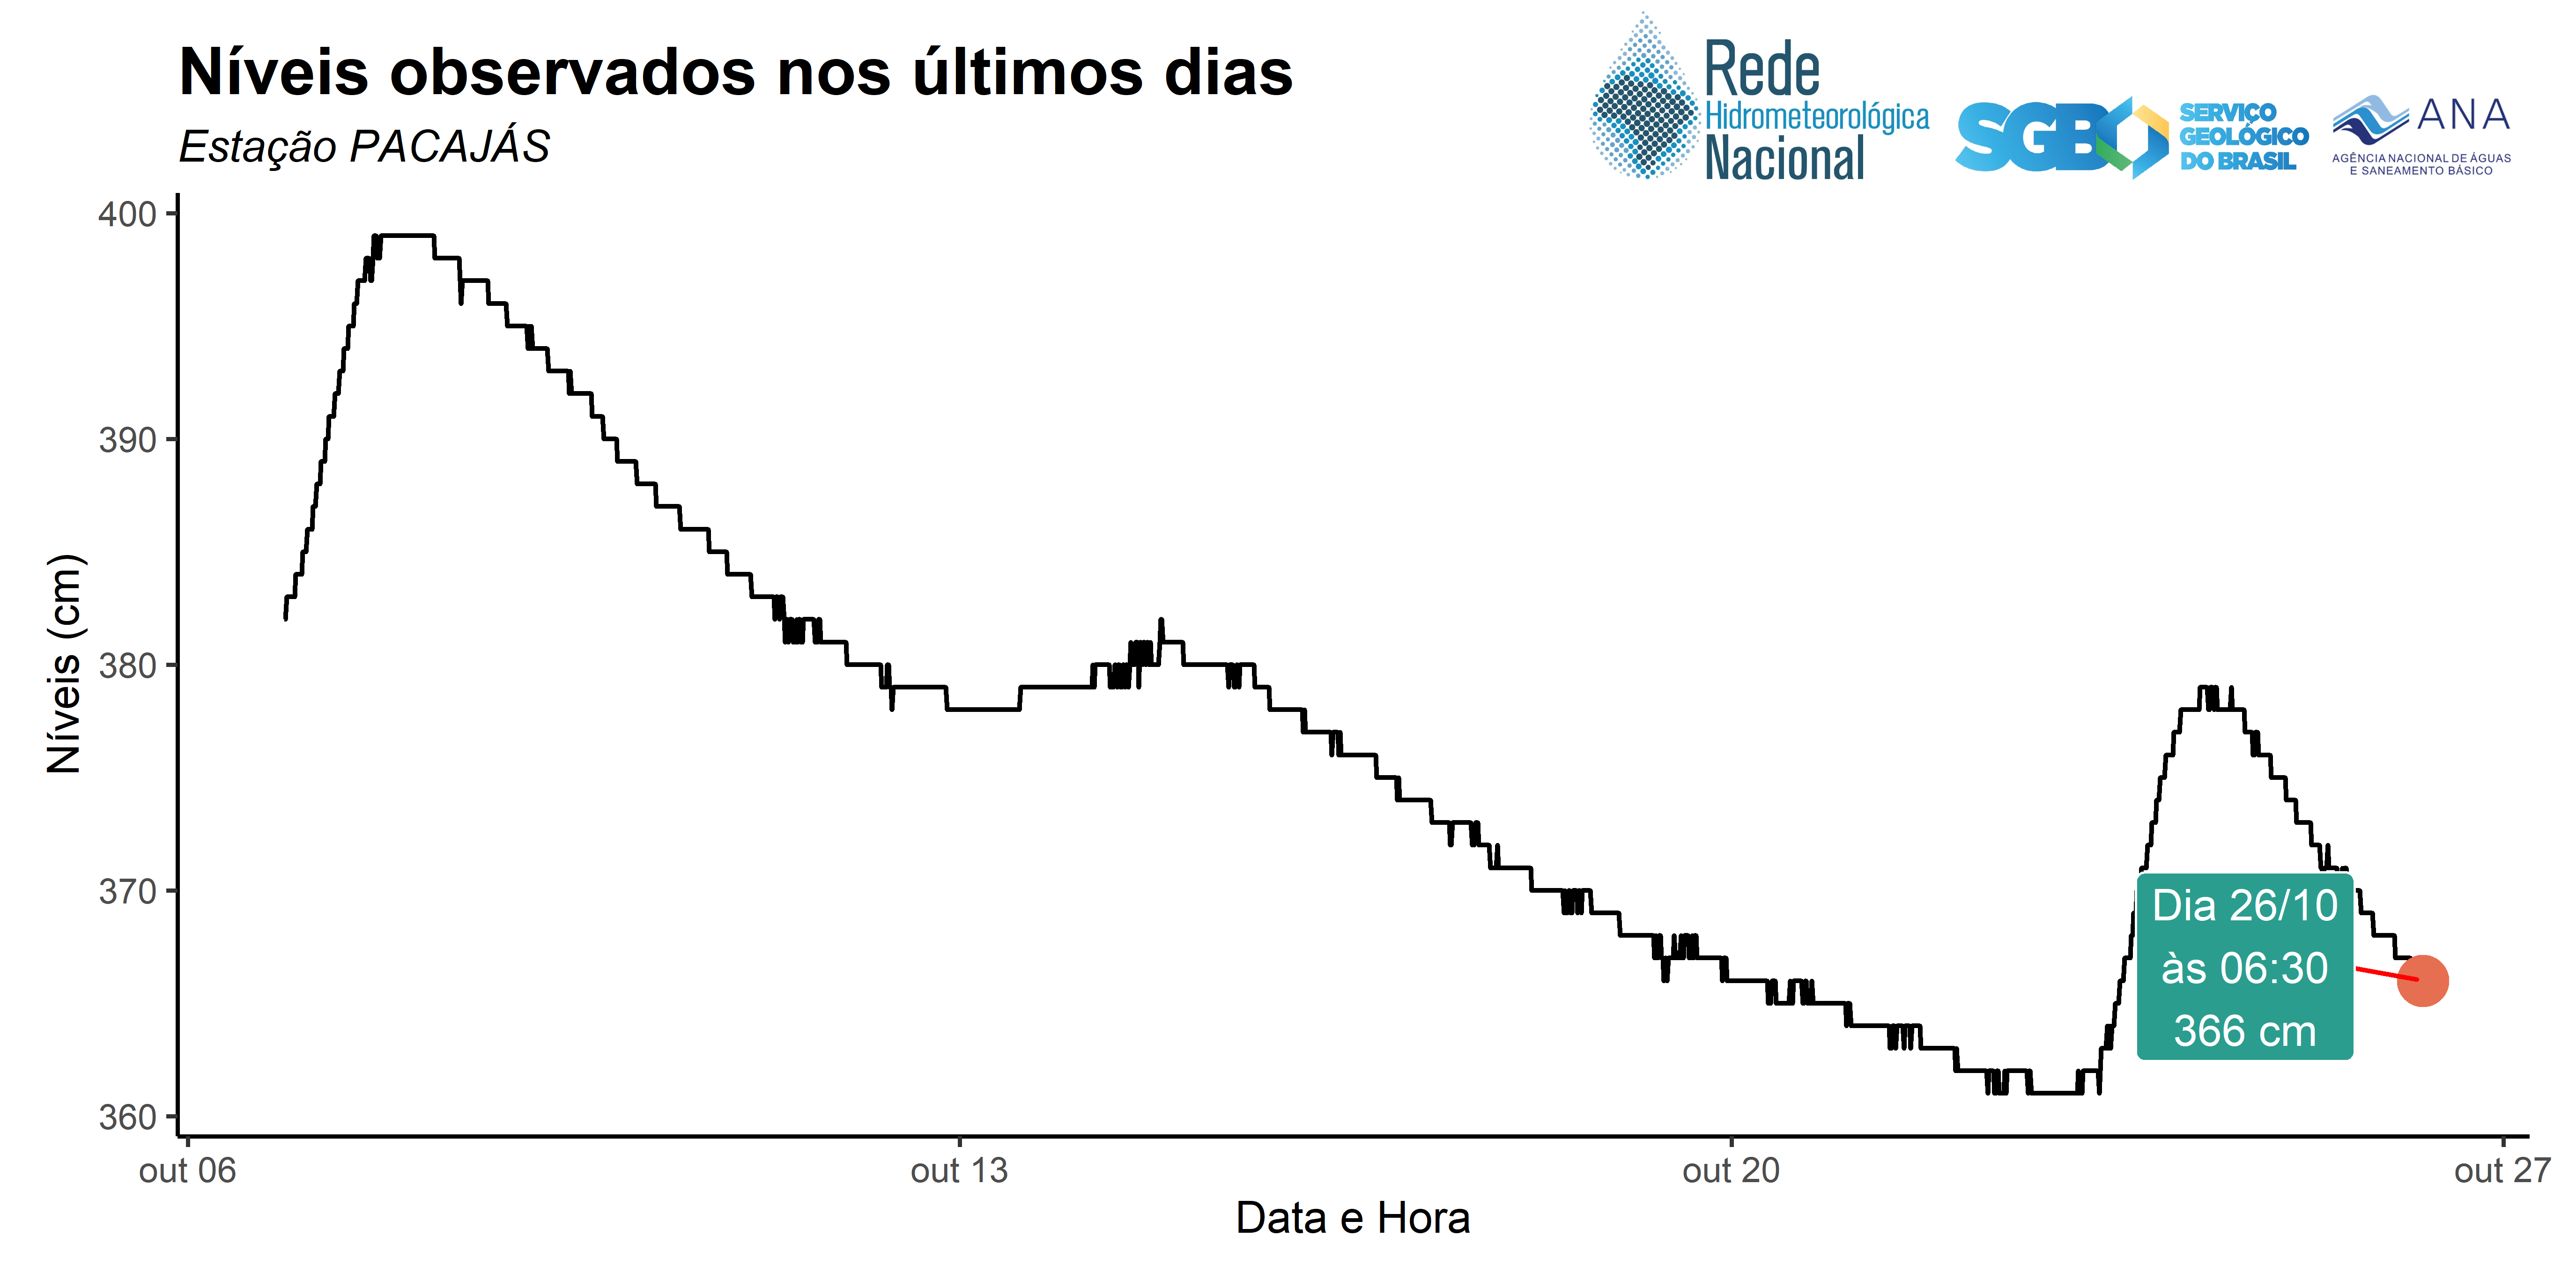 Níveis observados nos últimos dias
Estação PACAJÁS
Rede
Hidrometeorológica
Nacional
SGB
SERVIÇO
GEOLÓGICO
DO BRASIL
ANA
AGÊNCIA NACIONAL DE ÁGUAS
E SANEAMENTO BÁSICO
Níveis (cm)
400
390
380
370
360
Dia 26/10
às 06:30
366 cm
out 06
out 13
out 20
out 27
Data e Hora